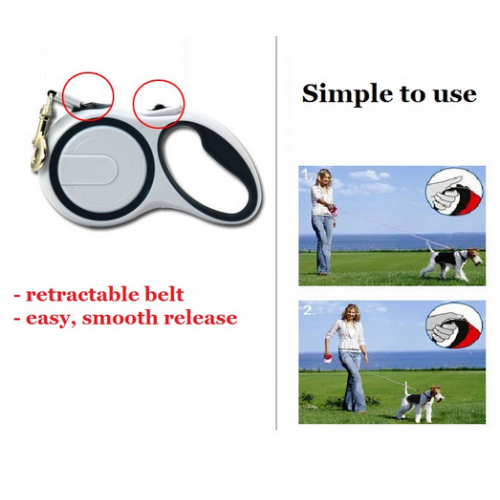 Simple to use
1.
2.
- retractable belt
- easy, smooth release